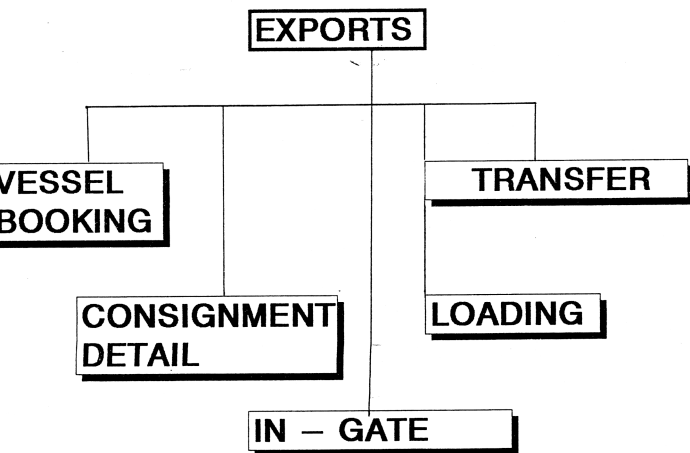 EXPORTS
VESSEL
BOOKING
TRANSFER
CONSIGNMENT
DETAIL
LOADING
IN – GATE